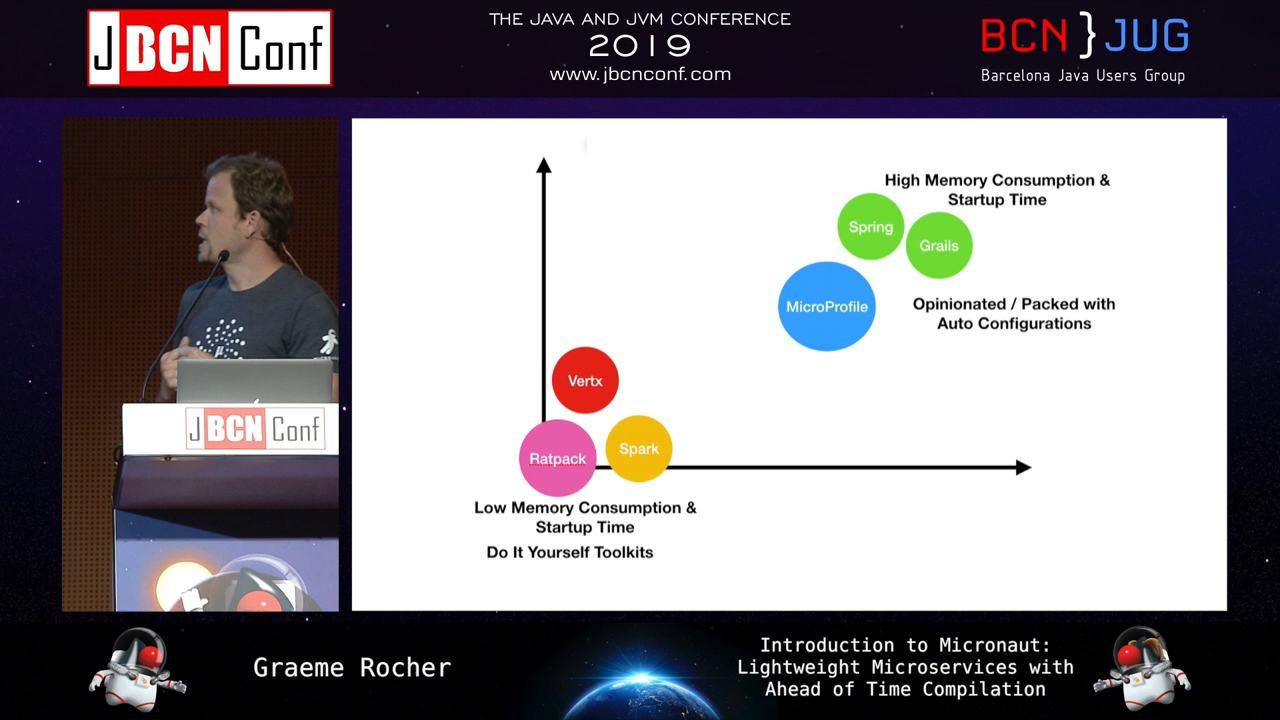 J BCN Conf
THE JAVA AND JVM CONFERENCE
2019
www.jbcnconf.com
BCN } JUG
Barcelona Java Users Group
High Memory Consumption &
Startup Time
Spring
Grails
MicroProfile
Opinionated / Packed with
Auto Configurations
Vertx
Spark
Ratpack
Low Memory Consumption &
Startup Time
Do It Yourself Toolkits
μ
J BCN Conf
Graeme Rocher
Introduction to Micronaut:
Lightweight Microservices with
Ahead of Time Compilation